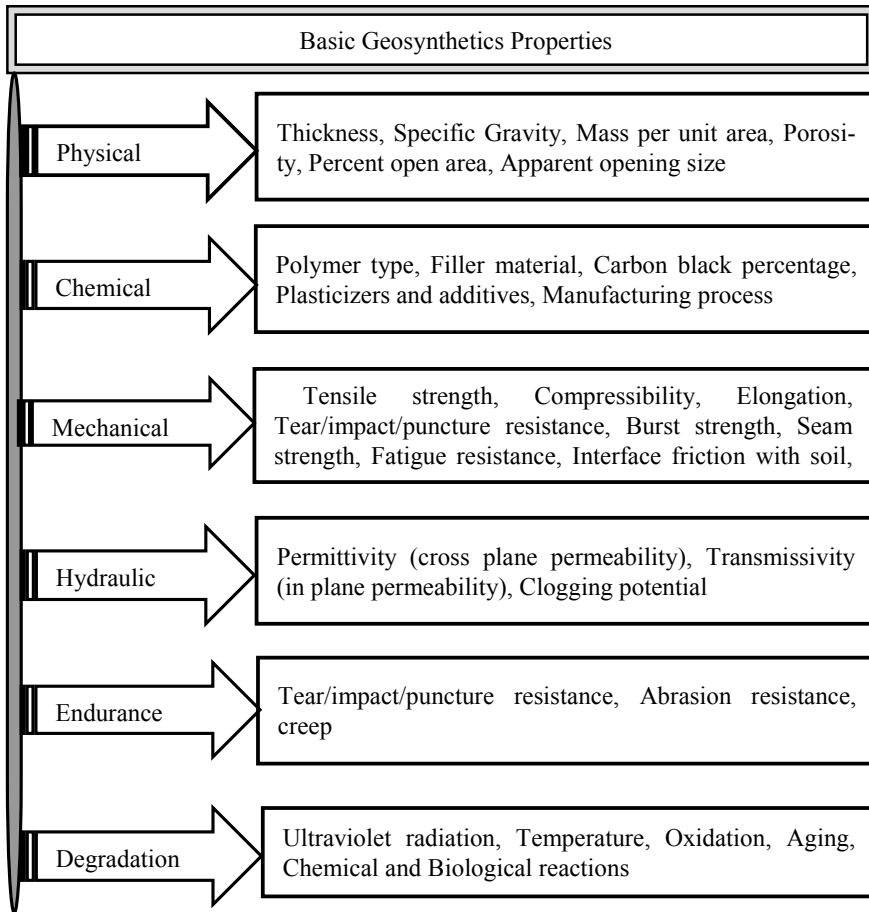 Basic Geosynthetics Properties
Physical
Thickness, Specific Gravity, Mass per unit area, Porosi-
ty, Percent open area, Apparent opening size
Chemical
Polymer type, Filler material, Carbon black percentage,
Plasticizers and additives, Manufacturing process
Mechanical
Tensile strength, Compressibility, Elongation,
Tear/impact/puncture resistance, Burst strength, Seam
strength, Fatigue resistance, Interface friction with soil,
Hydraulic
Permittivity (cross plane permeability), Transmissivity
(in plane permeability), Clogging potential
Endurance
Tear/impact/puncture resistance, Abrasion resistance,
creep
Degradation
Ultraviolet radiation, Temperature, Oxidation, Aging,
Chemical and Biological reactions